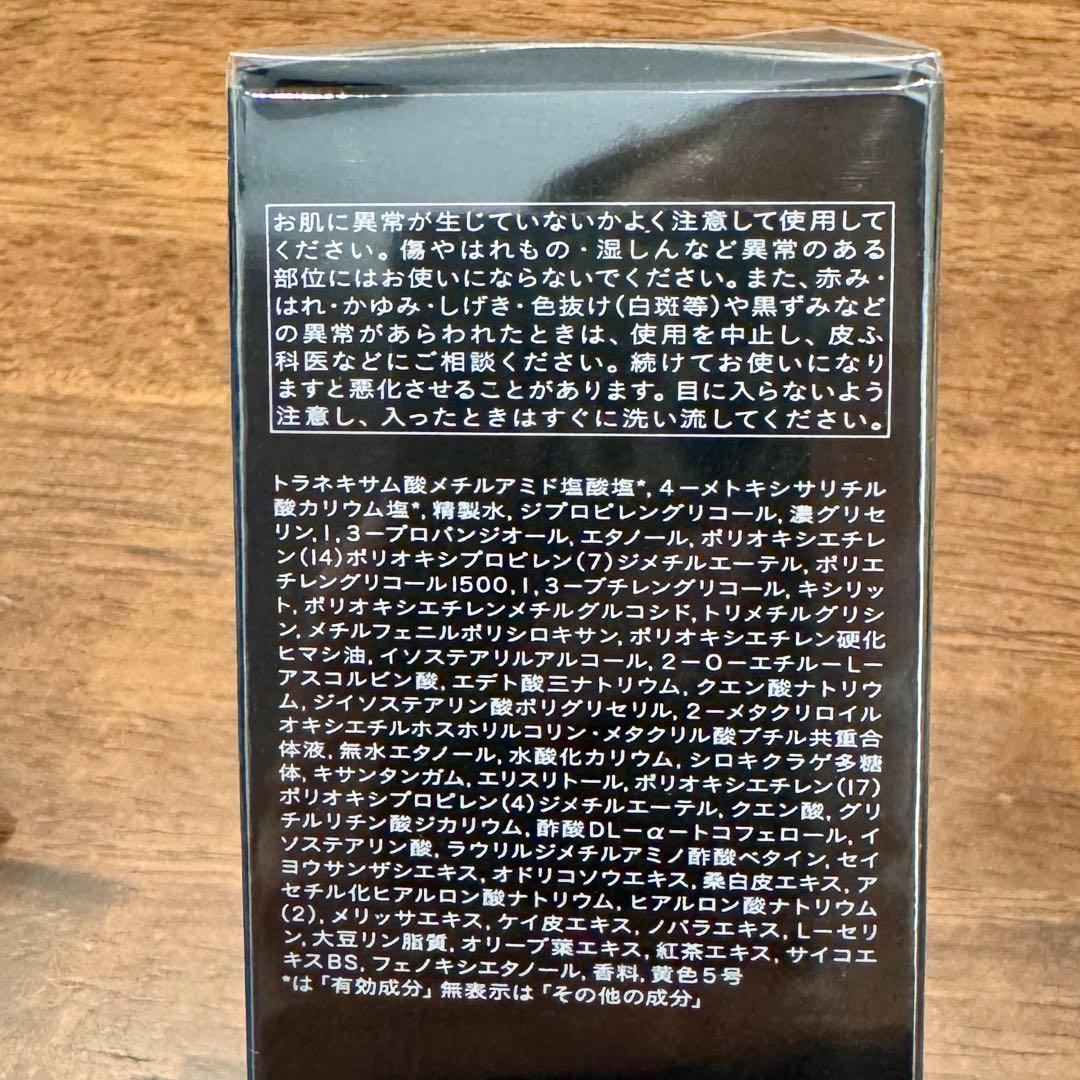 お肌に異常が生じていないかよく注意して使用して
ください。傷やはれもの・湿しんなど異常のある
部位にはお使いにならないでください。また、赤み・
はれ・かゆみ・しげき・色抜け(白斑等)や黒ずみなど
の異常があらわれたときは、使用を中止し、皮ふ
科医などにご相談ください。続けてお使いになり
ますと悪化させることがあります。目に入らないよう
注意し、入ったときはすぐに洗い流してください。
トラネキサム酸メチルアミド塩酸塩*,4ーメトキシサリチル
酸カリウム塩*,精製水,ジプロピレングリコール,濃グリセ
リン,1,3ープロパンジオール,エタノール,ポリオキシエチレ
ン(14)ポリオキシプロピレン(7)ジメチルエーテル,ポリエ
チレングリコール1500,1,3ーブチレングリコール,キシリッ
ト,ポリオキシエチレンメチルグルコシド,トリメチルグリシ
ン,メチルフェニルポリシロキサン,ポリオキシエチレン硬化
ヒマシ油,イソステアリルアルコール,2ーOーエチルーLー
アスコルビン酸,エデト酸三ナトリウム,クエン酸ナトリウ
ム,ジイソステアリン酸ポリグリセリル,2ーメタクリロイル
オキシエチルホスホリルコリン・メタクリル酸ブチル共重合
体液,無水エタノール,水酸化カリウム,シロキクラゲ多糖
体,キサンタンガム,エリスリトール,ポリオキシエチレン(17)
ポリオキシプロピレン(4)ジメチルエーテル,クエン酸,グリ
チルリチン酸ジカリウム,酢酸DLーαートコフェロール,イ
ソステアリン酸,ラウリルジメチルアミノ酢酸ベタイン,セイ
ヨウサンザシエキス,オドリコソウエキス,桑白皮エキス,ア
セチル化ヒアルロン酸ナトリウム,ヒアルロン酸ナトリウム
(2),メリッサエキス,ケイ皮エキス,ノバラエキス,Lーセリ
ン,大豆リン脂質,オリーブ葉エキス,紅茶エキス,サイコエ
キスBS,フェノキシエタノール,香料,黄色5号
*は「有効成分」無表示は「その他の成分」